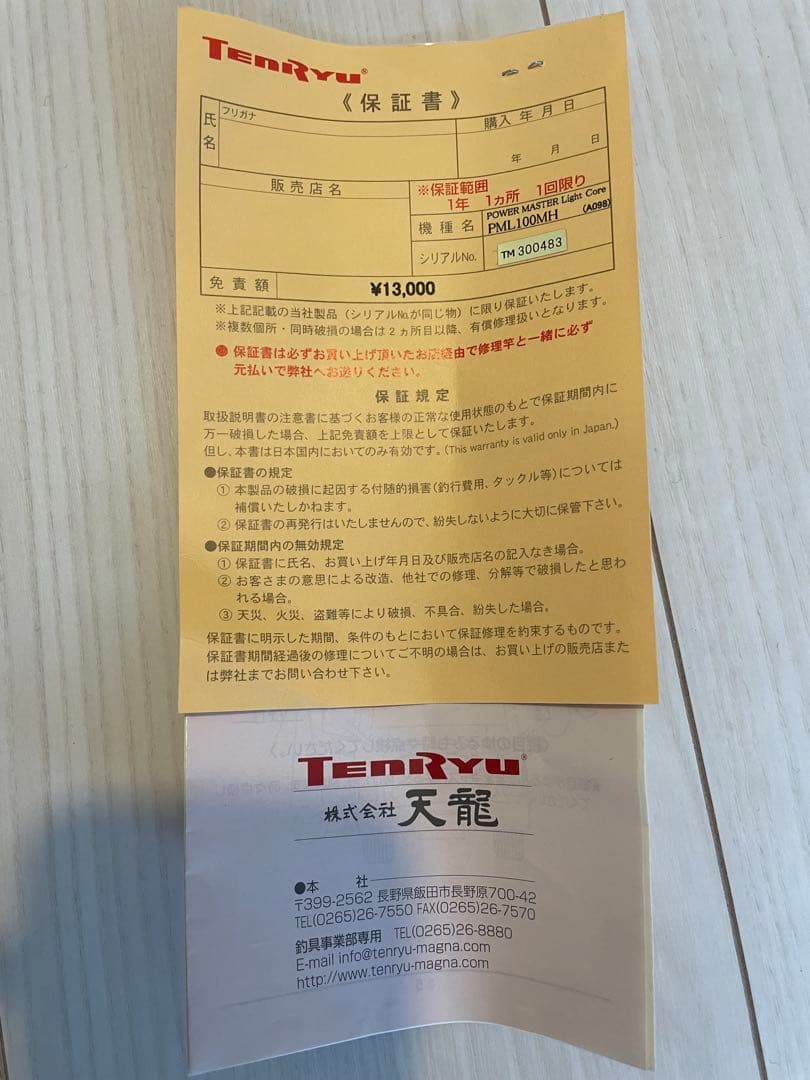 TENRYU®
《保証書》
フリガナ
氏名
購入年月日
年 月 日
販売店名
※保証範囲
1年 1ヵ所 1回限り
機種名
POWER MASTER Light Core
PML100MH (A098)
シリアルNo.
TM 300483
免責額
¥13,000
※上記記載の当社製品（シリアル№が同じ物）に限り保証いたします。
※複数個所・同時破損の場合は2ヵ所目以降、有償修理扱いとなります。
●保証書は必ずお買い上げ頂いたお店経由で修理竿と一緒に必ず
元払いで弊社へお送りください。
保証規定
取扱説明書の注意書に基づくお客様の正常な使用状態のもとで保証期間内に
万一破損した場合、上記免責額を上限として保証いたします。
但し、本書は日本国内においてのみ有効です。(This warranty is valid only in Japan.)
●保証書の規定
① 本製品の破損に起因する付随的損害(釣行費用、タックル等)については
補償いたしかねます。
② 保証書の再発行はいたしませんので、紛失しないように大切に保管下さい。
●保証期間内の無効規定
① 保証書に氏名、お買い上げ年月日及び販売店名の記入なき場合。
② お客さまの意思による改造、他社での修理、分解等で破損したと思わ
れる場合。
③ 天災、火災、盗難等により破損、不具合、紛失した場合。
保証書に明示した期間、条件のもとにおいて保証修理を約束するものです。
保証書期間経過後の修理についてご不明の場合は、お買い上げの販売店また
は弊社までお問い合わせ下さい。
TENRYU®
株式会社 天龍
●本 社
〒399-2562 長野県飯田市長野原700-42
TEL(0265)26-7550 FAX(0265)26-7570
釣具事業部専用 TEL(0265)26-8880
E-mail info@tenryu-magna.com
http://www.tenryu-magna.com